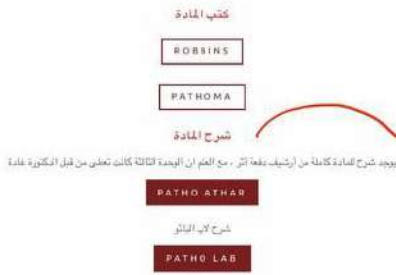 كتب المادة
ROBBINS
PATHOMA
شرح المادة
يوجد شرح للمادة كاملة من أرشيف دفعة أثر ، مع العلم ان الوحدة الثالثة كانت تعطى من قبل الدكتورة غادة
PATHO ATHAR
شرح لاب الباثو
PATHO LAB